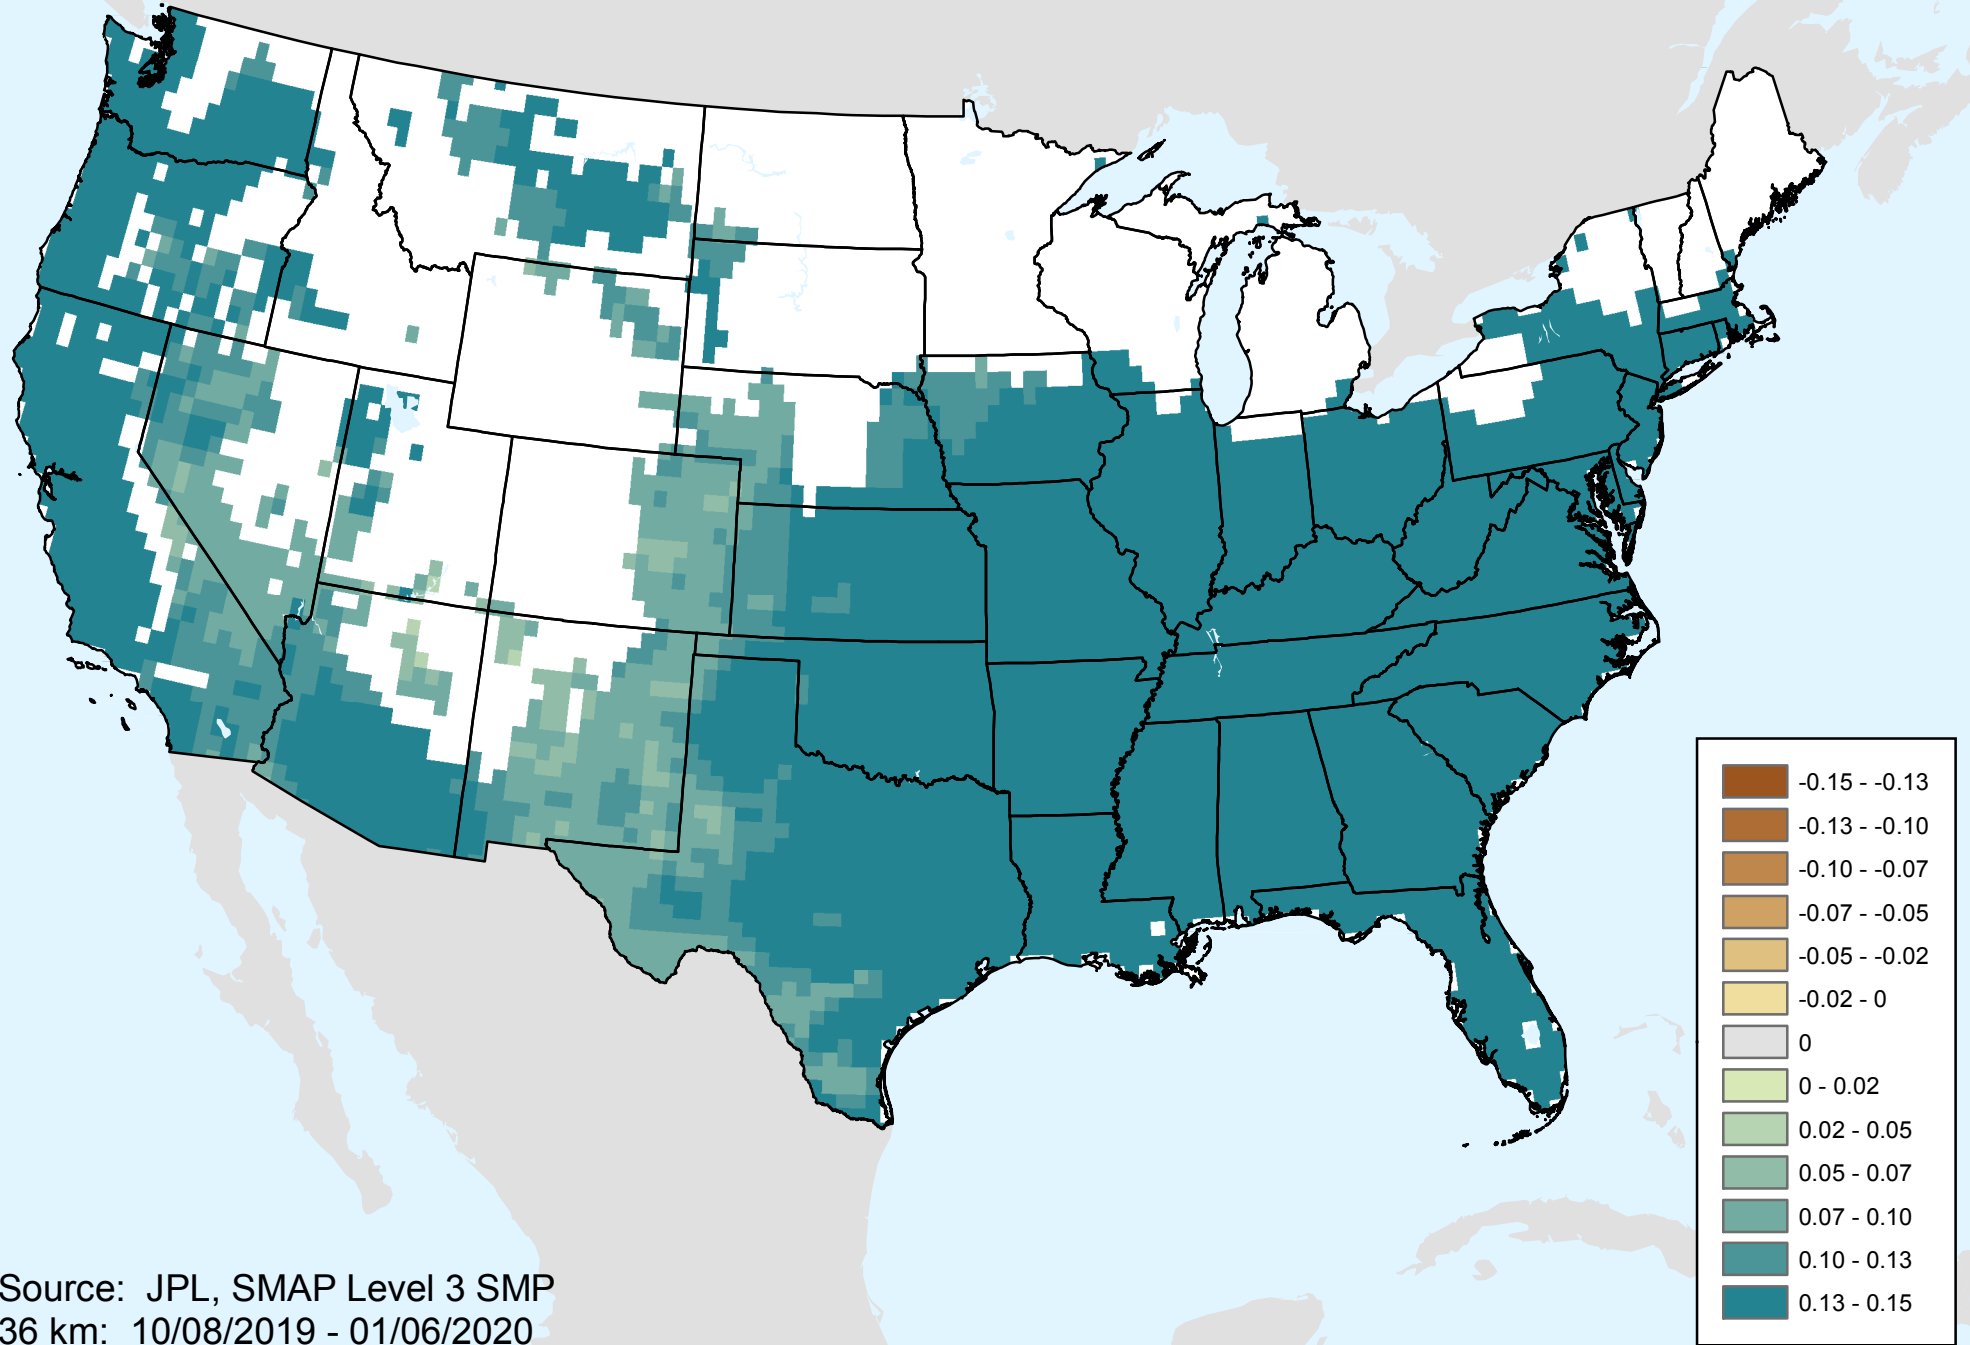 -0.15 - -0.13
-0.13 - -0.10
-0.10 - -0.07
-0.07 - -0.05
-0.05 - -0.02
-0.02 - 0
0
0 - 0.02
0.02 - 0.05
0.05 - 0.07
0.07 - 0.10
0.10 - 0.13
0.13 - 0.15
Source: JPL, SMAP Level 3 SMP
36 km: 10/08/2019 - 01/06/2020